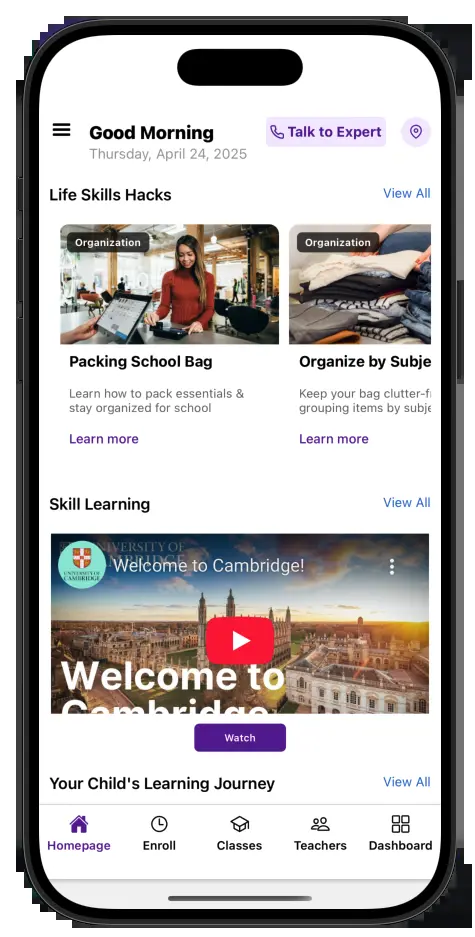 Good Morning
Talk to Expert
Thursday, April 24, 2025
Life Skills Hacks
View All
Organization
Organization
Packing School Bag
Organize by Subje
Learn how to pack essentials &
stay organized for school
Keep your bag clutter-fr
grouping items by subje
Learn more
Learn more
Skill Learning
View All
UNIVERSITY OF
CAMBRIDGE
UNIVERSITY OF
CAMBRIDGE
Welcome to Cambridge!
Welcome to
Cambridge
Watch
Your Child's Learning Journey
View All
Homepage
Enroll
Classes
Teachers
Dashboard